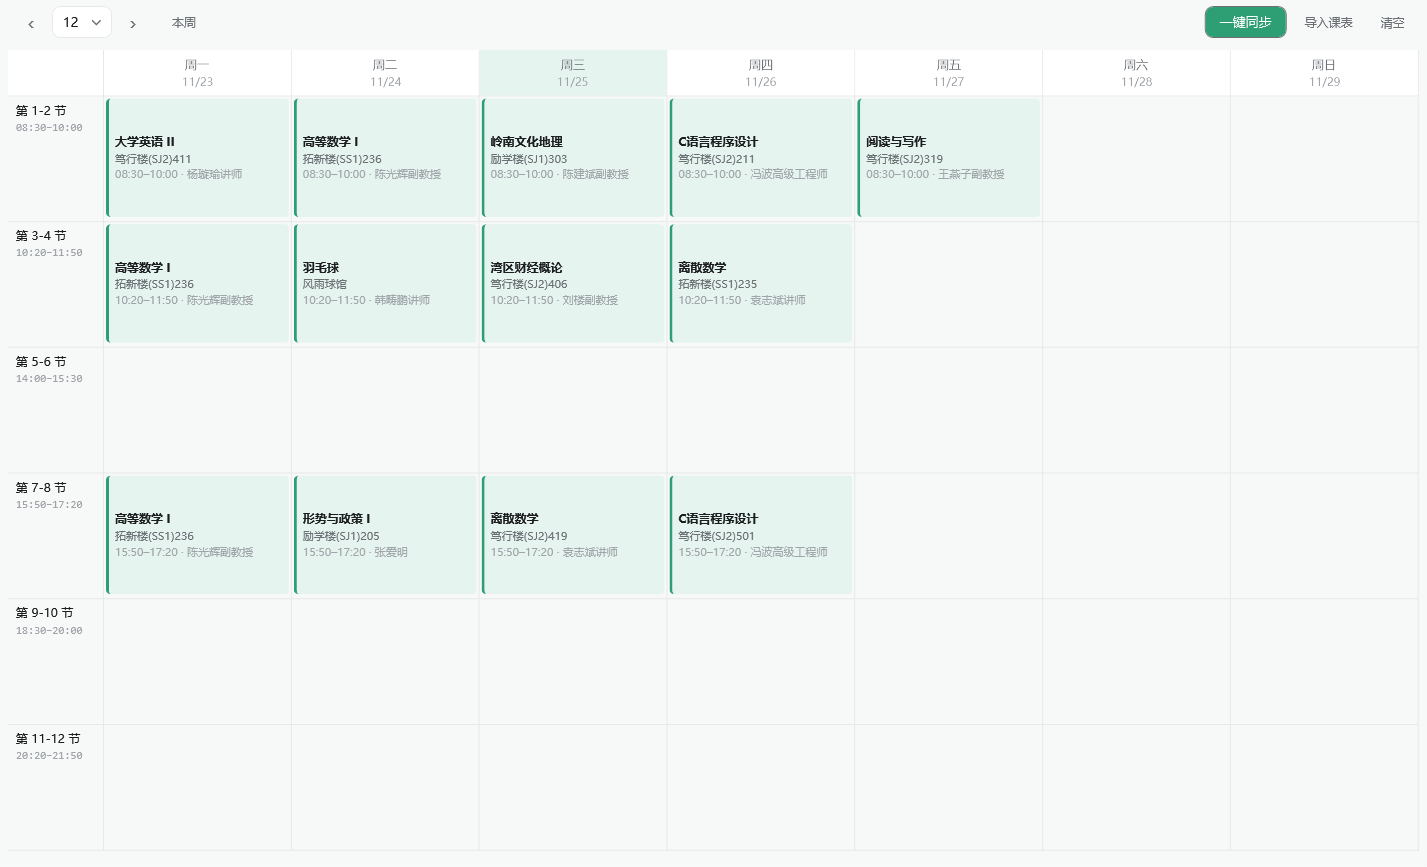 ‹ 12 › 本周 一键同步 导入课表 清空
周一 周二 周三 周四 周五 周六 周日
11/23 11/24 11/25 11/26 11/27 11/28 11/29
第 1-2 节
08:30–10:00
大学英语 II
笃行楼(SJ2)411
08:30–10:00 · 杨璇瑜讲师
高等数学 I
拓新楼(SS1)236
08:30–10:00 · 陈光辉副教授
岭南文化地理
励学楼(SJ1)303
08:30–10:00 · 陈建斌副教授
C语言程序设计
笃行楼(SJ2)211
08:30–10:00 · 冯波高级工程师
阅读与写作
笃行楼(SJ2)319
08:30–10:00 · 王燕子副教授
第 3-4 节
10:20–11:50
高等数学 I
拓新楼(SS1)236
10:20–11:50 · 陈光辉副教授
羽毛球
风雨球馆
10:20–11:50 · 韩畴鹏讲师
湾区财经概论
笃行楼(SJ2)406
10:20–11:50 · 刘楼副教授
离散数学
拓新楼(SS1)235
10:20–11:50 · 袁志斌讲师
第 5-6 节
14:00–15:30
第 7-8 节
15:50–17:20
高等数学 I
拓新楼(SS1)236
15:50–17:20 · 陈光辉副教授
形势与政策 I
励学楼(SJ1)205
15:50–17:20 · 张爱明
离散数学
笃行楼(SJ2)419
15:50–17:20 · 袁志斌讲师
C语言程序设计
笃行楼(SJ2)501
15:50–17:20 · 冯波高级工程师
第 9-10 节
18:30–20:00
第 11-12 节
20:20–21:50